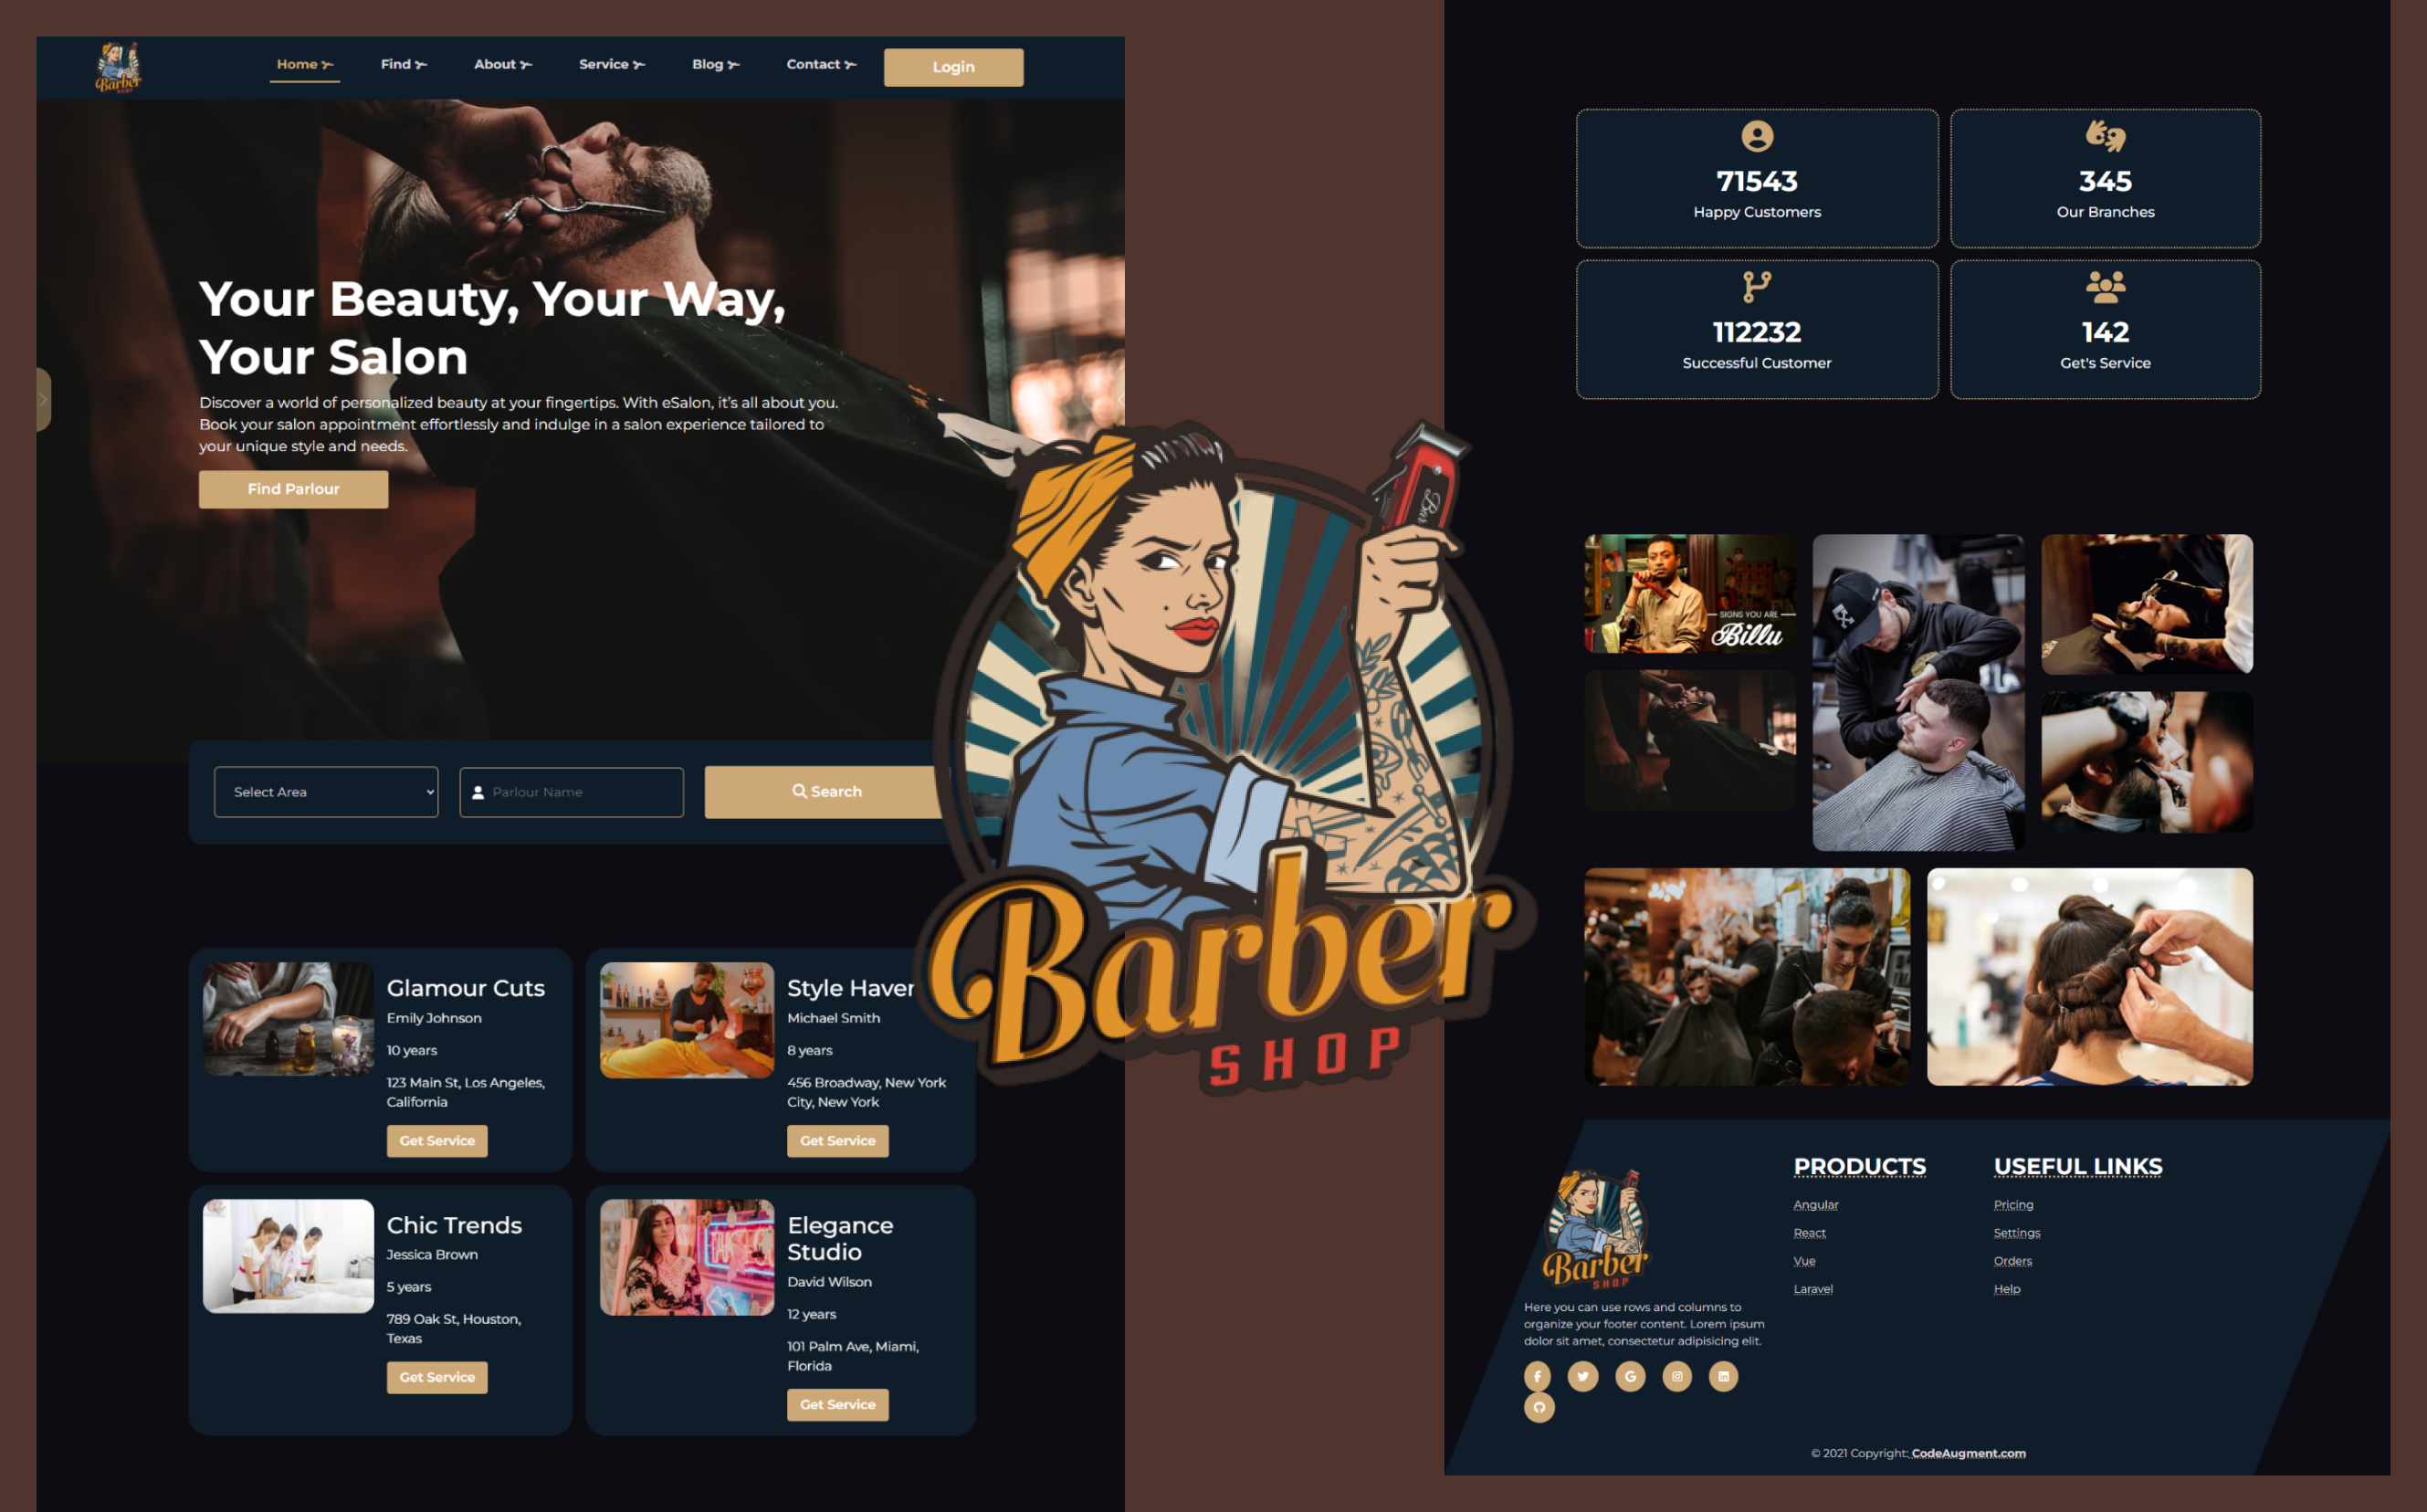 Barber
SHOP
Home
Find
About
Service
Blog
Contact
Login
Your Beauty, Your Way,
Your Salon
Discover a world of personalized beauty at your fingertips. With eSalon, it's all about you.
Book your salon appointment effortlessly and indulge in a salon experience tailored to
your unique style and needs.
Find Parlour
Select Area
Parlour Name
Search
Glamour Cuts
Emily Johnson
10 years
123 Main St, Los Angeles,
California
Get Service
Style Haven
Michael Smith
8 years
456 Broadway, New York
City, New York
Get Service
Chic Trends
Jessica Brown
5 years
789 Oak St, Houston,
Texas
Get Service
Elegance
Studio
David Wilson
12 years
101 Palm Ave, Miami,
Florida
Get Service
Bar
Barber
SHOP
71543
Happy Customers
345
Our Branches
112232
Successful Customer
142
Get's Service
SIGNS YOU ARE
Billu
Barber
SHOP
Here you can use rows and columns to
organize your footer content. Lorem ipsum
dolor sit amet, consectetur adipisicing elit.
PRODUCTS
Angular
React
Vue
Laravel
USEFUL LINKS
Pricing
Settings
Orders
Help
© 2021 Copyright: CodeAugment.com